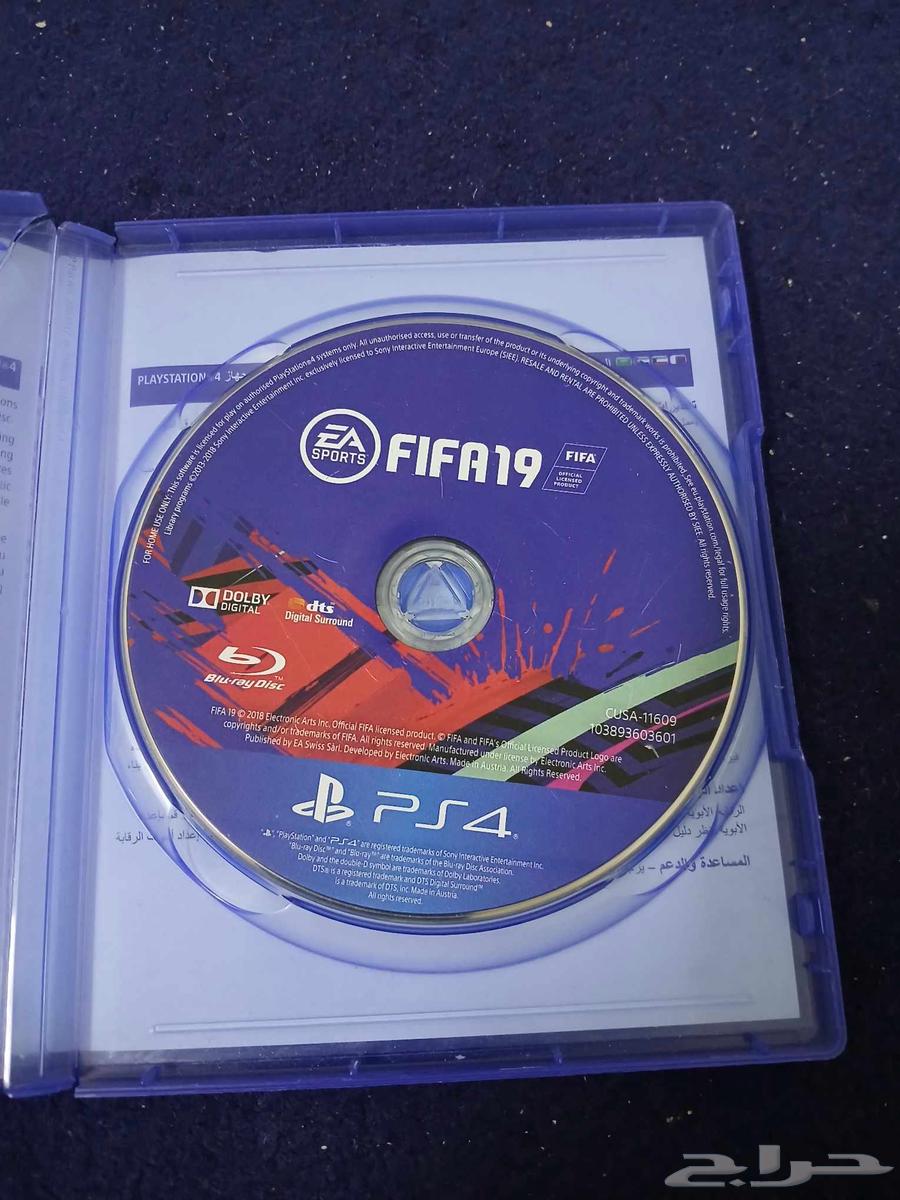 FOR HOME USE ONLY: This software is licensed for play on authorised PlayStation®4 systems only. All unauthorised access, use or transfer of the product or its underlying copyright and trademark works is prohibited. See eu.playstation.com/legal for full usage rights.
Library programs ©2013-2018 Sony Interactive Entertainment Inc. exclusively licensed to Sony Interactive Entertainment Europe (SIEE). RESALE AND RENTAL ARE PROHIBITED UNLESS EXPRESSLY AUTHORISED BY SIEE. All rights reserved.
PLAYSTATION®4 جهاز
EA SPORTS
FIFA 19
FIFA
OFFICIAL
LICENSED
PRODUCT
DOLBY
DIGITAL
dts
Digital Surround
Blu-ray Disc™
CUSA-11609
103893603601
FIFA 19 © 2018 Electronic Arts Inc. Official FIFA licensed product. © FIFA and FIFA's Official Licensed Product Logo are
copyrights and/or trademarks of FIFA. All rights reserved. Manufactured under license by Electronic Arts Inc.
Published by EA Swiss Sàrl. Developed by Electronic Arts. Made in Austria. All Rights Reserved.
PS4®
"PlayStation" and "PS4" are registered trademarks of Sony Interactive Entertainment Inc.
"Blu-ray Disc™" and "Blu-ray™" are trademarks of the Blu-ray Disc Association.
Dolby and the double-D symbol are trademarks of Dolby Laboratories.
DTS® is a registered trademark and DTS Digital Surround™
is a trademark of DTS, Inc. Made in Austria.
All rights reserved.
المساعدة والدعم –
حراج